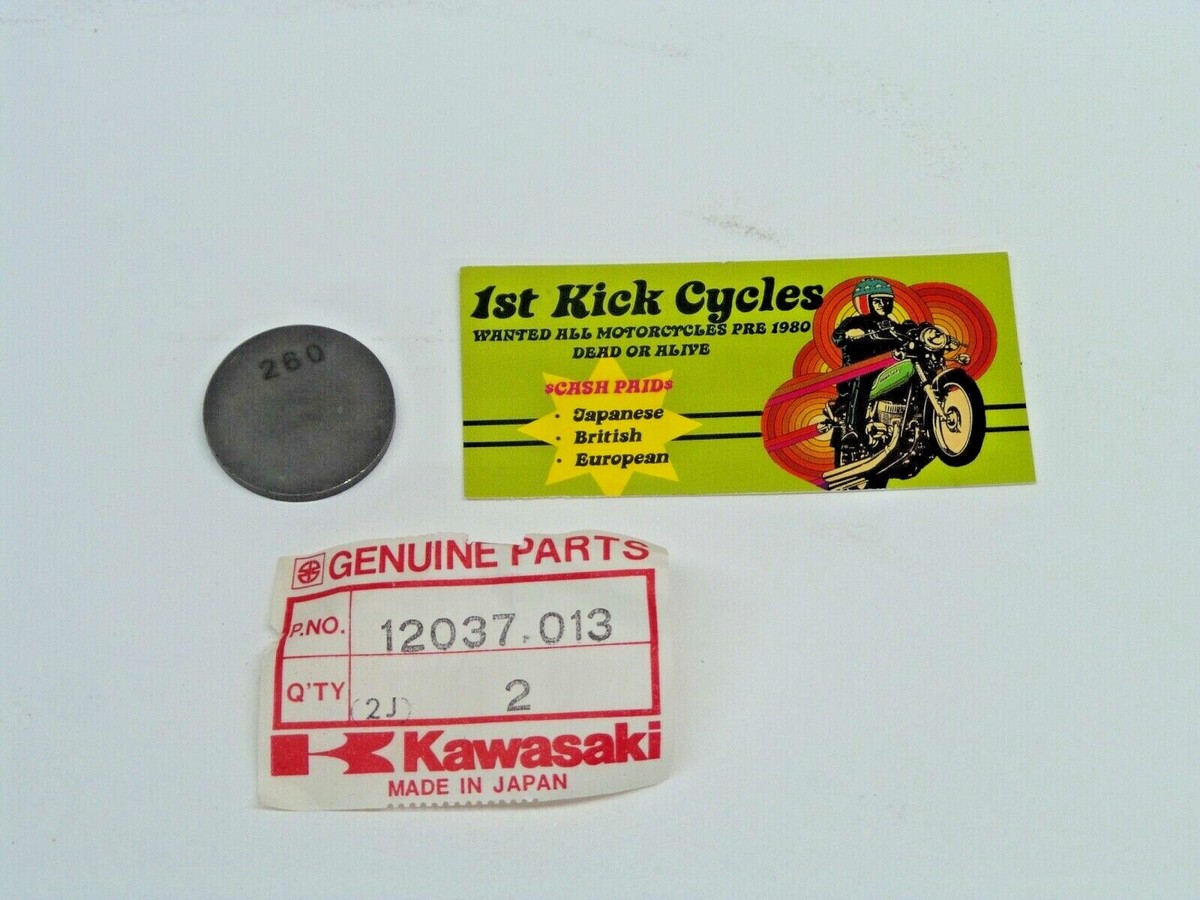 260
1st Kick Cycles
WANTED ALL MOTORCYCLES PRE 1980
DEAD OR ALIVE
$CASH PAID$
· Japanese
· British
· European
GENUINE PARTS
P.NO. 12037.013
Q'TY (2J) 2
Kawasaki
MADE IN JAPAN